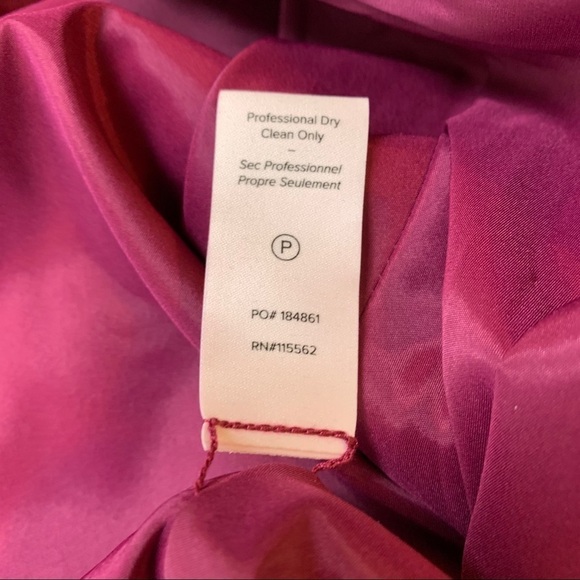 Professional Dry
Clean Only
–
Sec Professionnel
Propre Seulement
P
PO# 184861
RN#115562